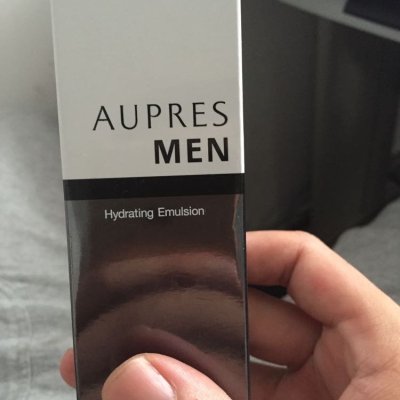 AUPRES
MEN
Hydrating Emulsion